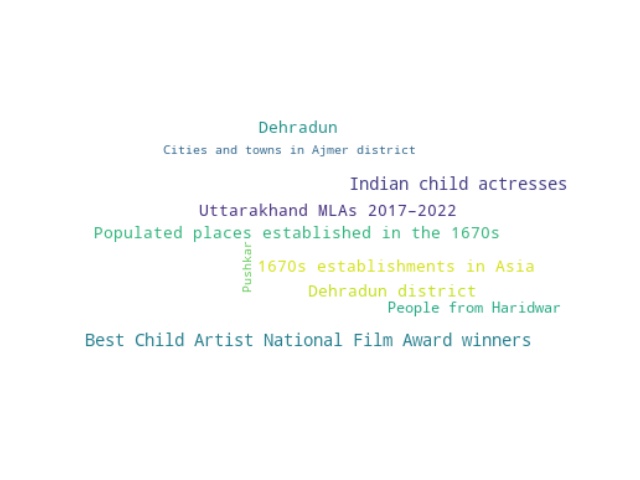 Dehradun
Cities and towns in Ajmer district
Indian child actresses
Uttarakhand MLAs 2017–2022
Populated places established in the 1670s
Pushkar
1670s establishments in Asia
Dehradun district
People from Haridwar
Best Child Artist National Film Award winners